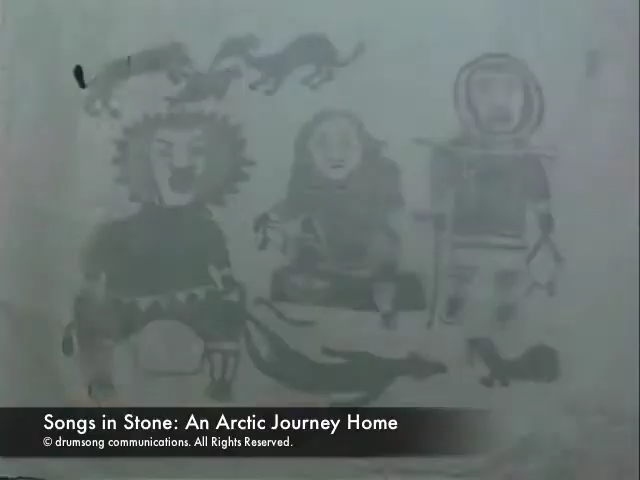 Songs in Stone: An Arctic Journey Home
© drumsong communications. All Rights Reserved.